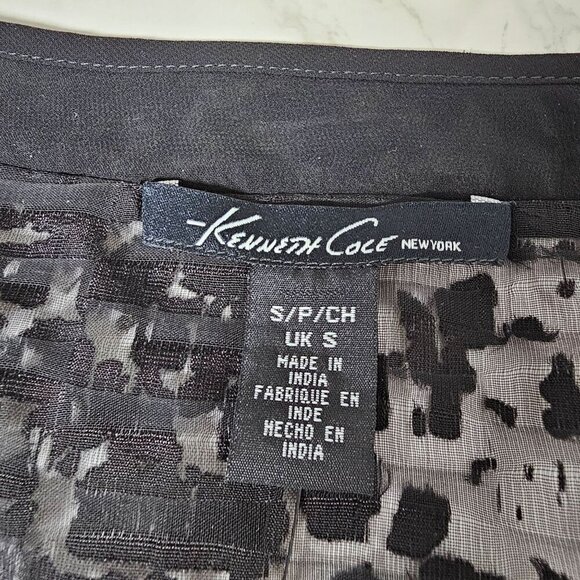 -KENNETH COLE NEW YORK
S/P/CH
UK S
MADE IN
INDIA
FABRIQUE EN
INDE
HECHO EN
INDIA